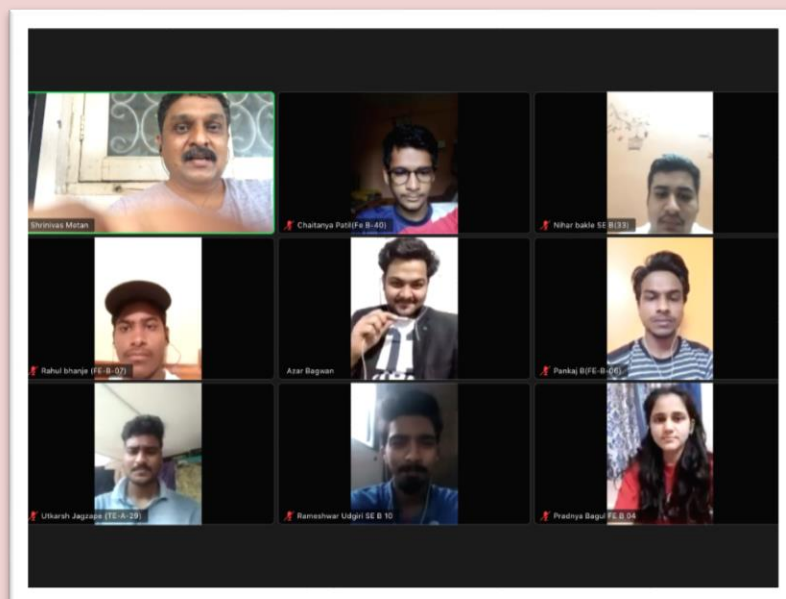 Shrinivas Metan
Chaitanya Patil(Fe B-40)
Nihar bakle SE B(33)
Rahul bhanje (FE-B-07)
Azar Bagwan
Pankaj B(FE-B-06)
Utkarsh Jagzape (TE-A-29)
Rameshwar Udgiri SE B 10
Pradnya Bagul FE B 04